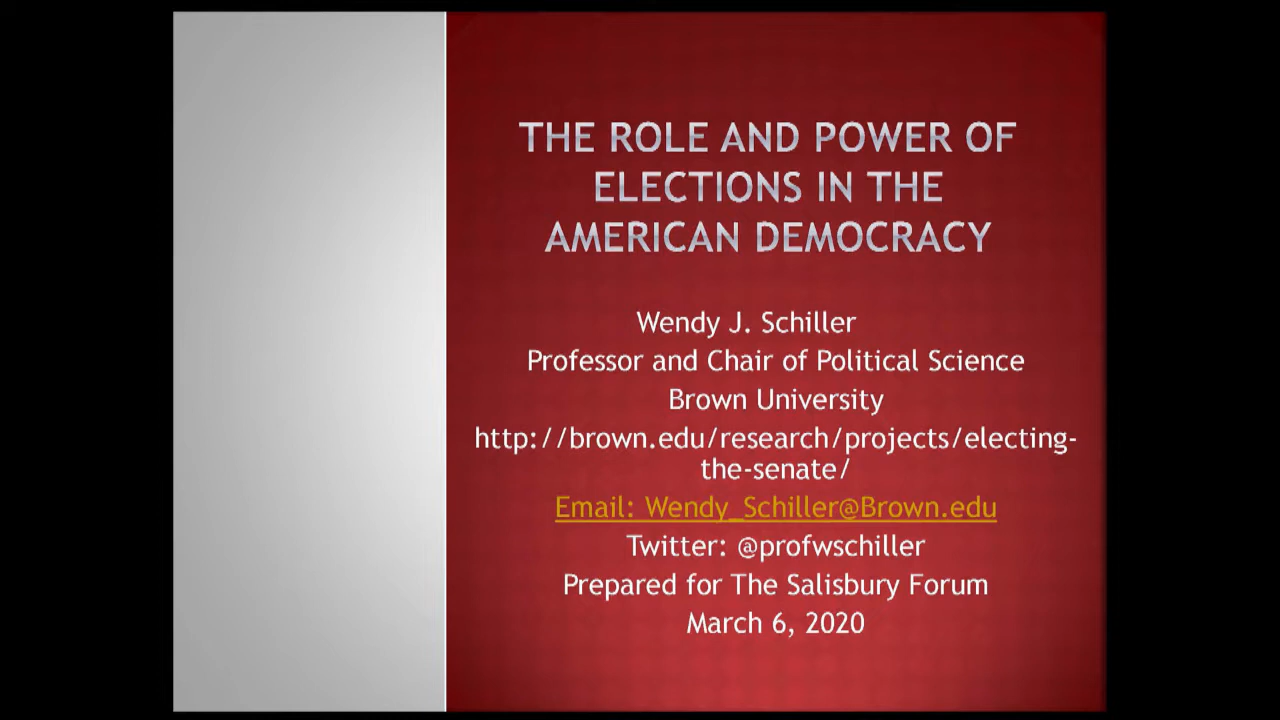 THE ROLE AND POWER OF
ELECTIONS IN THE
AMERICAN DEMOCRACY
Wendy J. Schiller
Professor and Chair of Political Science
Brown University
http://brown.edu/research/projects/electing-
the-senate/
Email: Wendy_Schiller@Brown.edu
Twitter: @profwschiller
Prepared for The Salisbury Forum
March 6, 2020